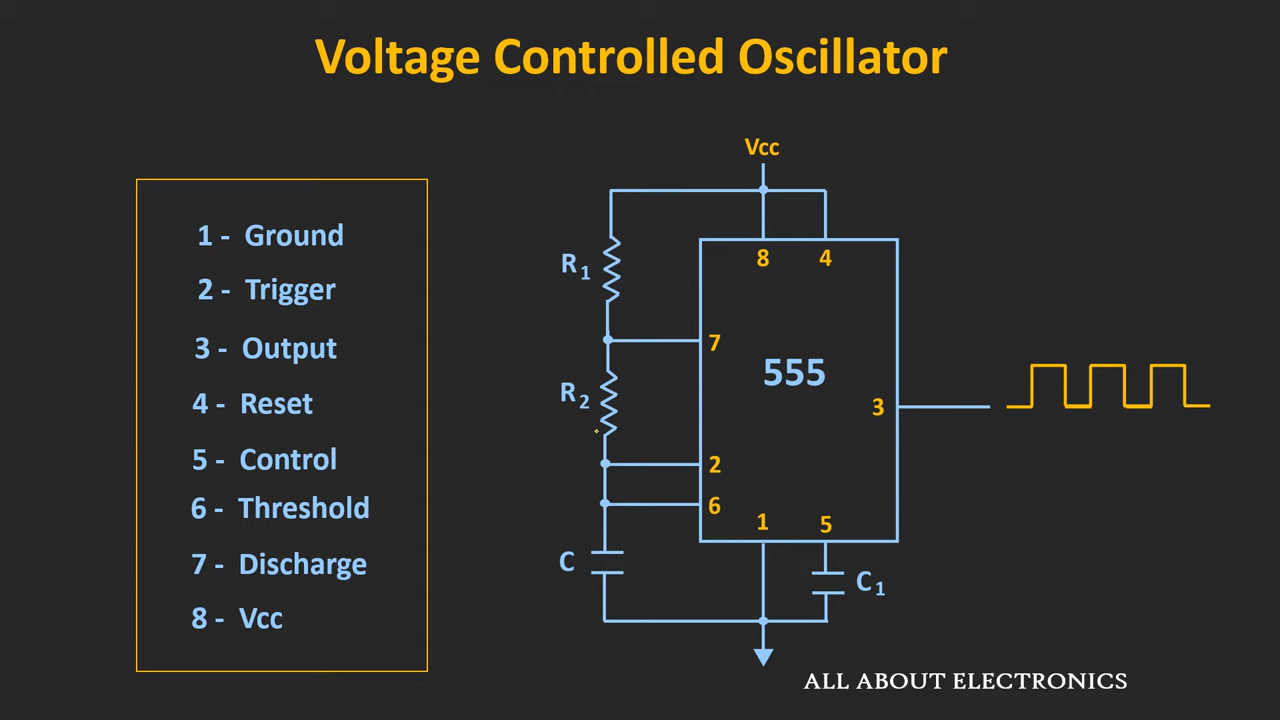 Voltage Controlled Oscillator
1 - Ground
2 - Trigger
3 - Output
4 - Reset
5 - Control
6 - Threshold
7 - Discharge
8 - Vcc
Vcc
8 4
R1
7
555
R2
3
2
6
1 5
C
C1
ALL ABOUT ELECTRONICS